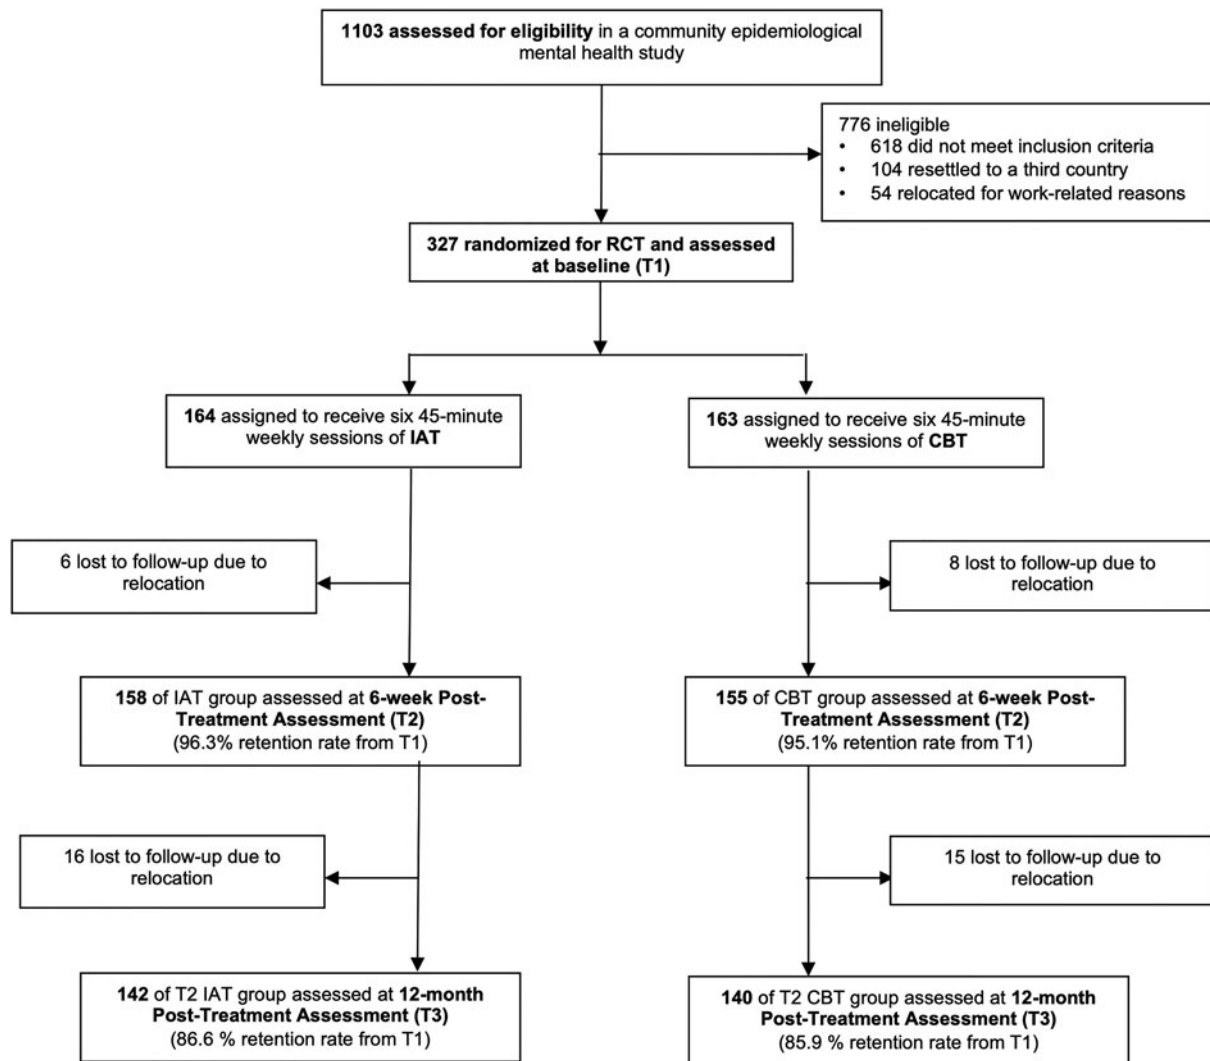 1103 assessed for eligibility in a community epidemiological
mental health study
776 ineligible
• 618 did not meet inclusion criteria
• 104 resettled to a third country
• 54 relocated for work-related reasons
327 randomized for RCT and assessed
at baseline (T1)
164 assigned to receive six 45-minute
weekly sessions of IAT
163 assigned to receive six 45-minute
weekly sessions of CBT
6 lost to follow-up due to
relocation
8 lost to follow-up due to
relocation
158 of IAT group assessed at 6-week Post-
Treatment Assessment (T2)
(96.3% retention rate from T1)
155 of CBT group assessed at 6-week Post-
Treatment Assessment (T2)
(95.1% retention rate from T1)
16 lost to follow-up due to
relocation
15 lost to follow-up due to
relocation
142 of T2 IAT group assessed at 12-month
Post-Treatment Assessment (T3)
(86.6 % retention rate from T1)
140 of T2 CBT group assessed at 12-month
Post-Treatment Assessment (T3)
(85.9 % retention rate from T1)